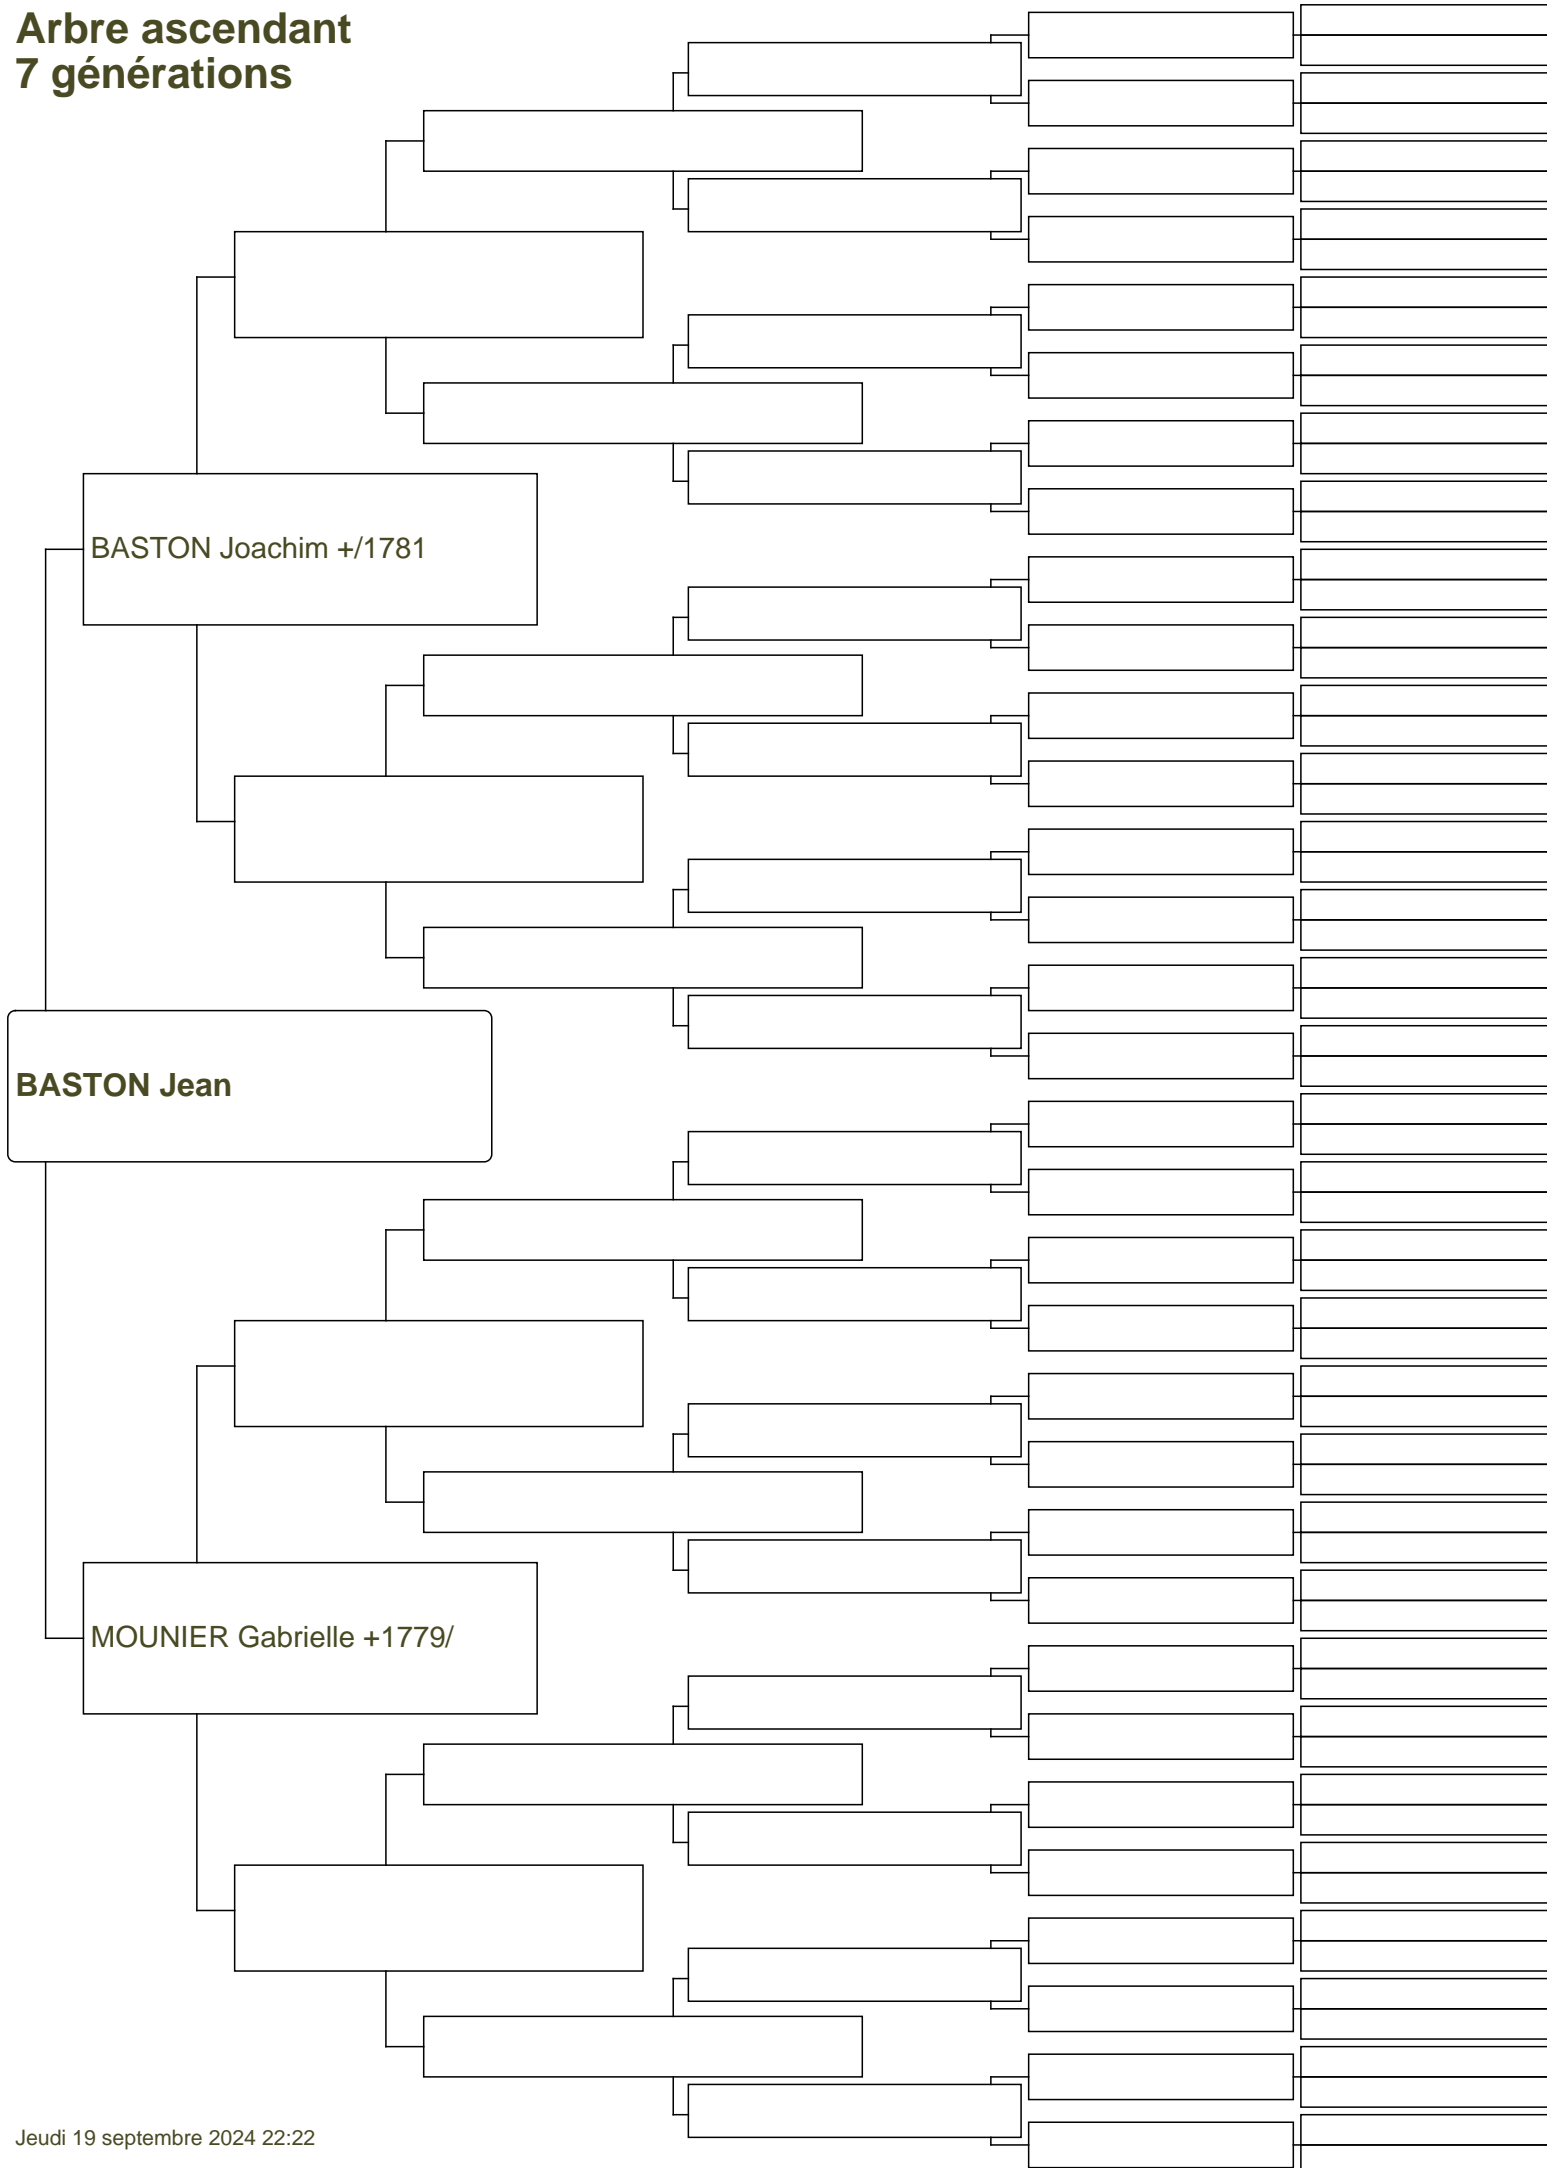 Arbre ascendant
7 générations
BASTON Joachim +/1781
BASTON Jean
MOUNIER Gabrielle +1779/
Jeudi 19 septembre 2024 22:22